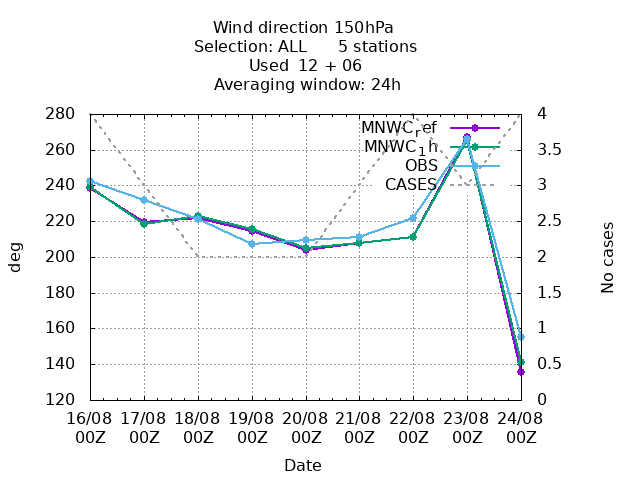 Wind direction 150hPa
Selection: ALL 5 stations
Used 12 + 06
Averaging window: 24h
280 4
260 3.5
240 3
220 2.5
200 2
180 1.5
160 1
140 0.5
120 0
MNWC_ref
MNWC_1h
OBS
CASES
deg
No cases
16/08 17/08 18/08 19/08 20/08 21/08 22/08 23/08 24/08
00Z 00Z 00Z 00Z 00Z 00Z 00Z 00Z 00Z
Date